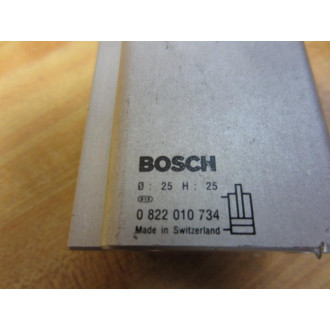 BOSCH
Ø : 25 H : 25
0 822 010 734
Made in Switzerland